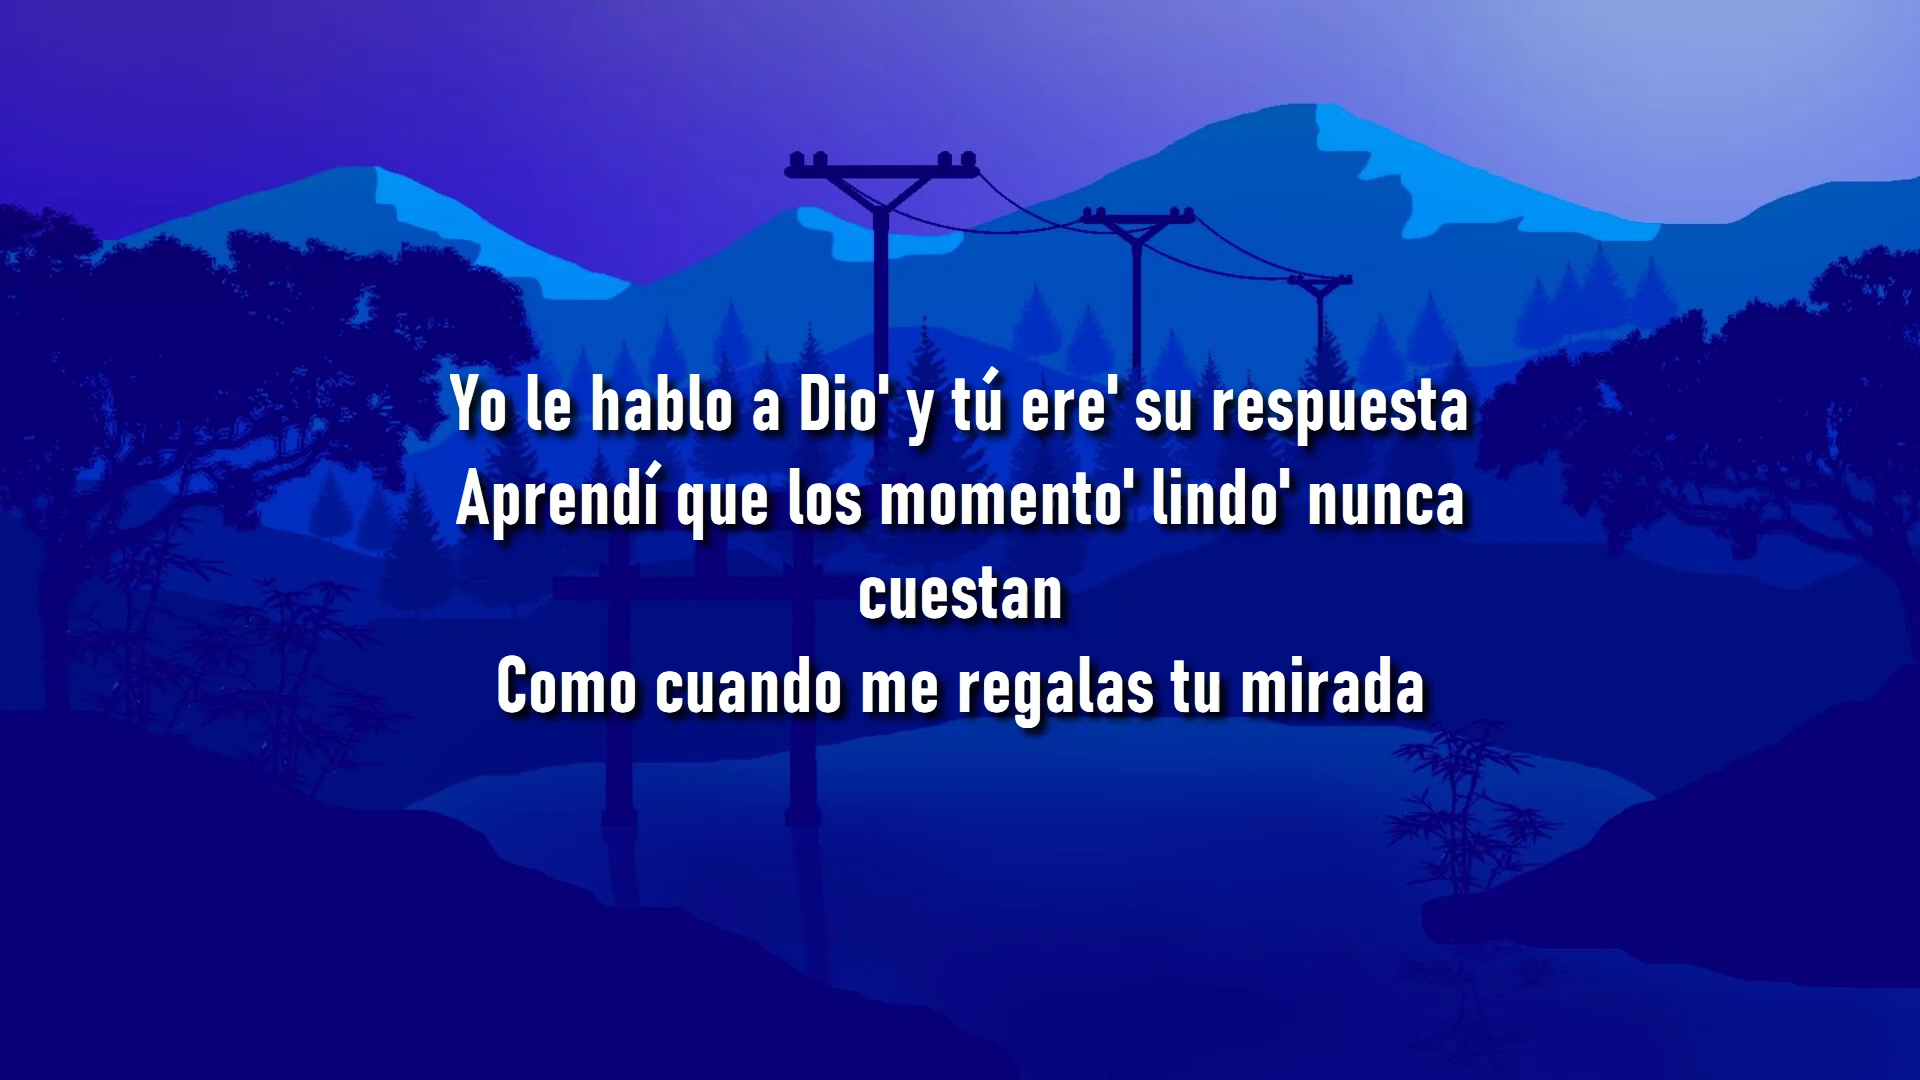 Yo le hablo a Dio' y tú ere' su respuesta
Aprendí que los momento' lindo' nunca
cuestan
Como cuando me regalas tu mirada